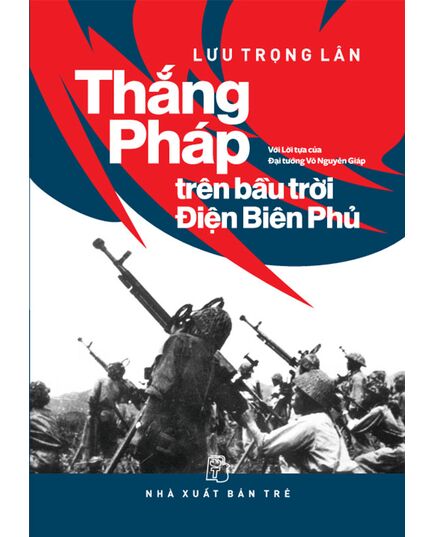 LƯU TRỌNG LÂN
Thắng
Pháp
Với Lời tựa của
Đại tướng Võ Nguyên Giáp
trên bầu trời
Điện Biên Phủ
NHÀ XUẤT BẢN TRẺ